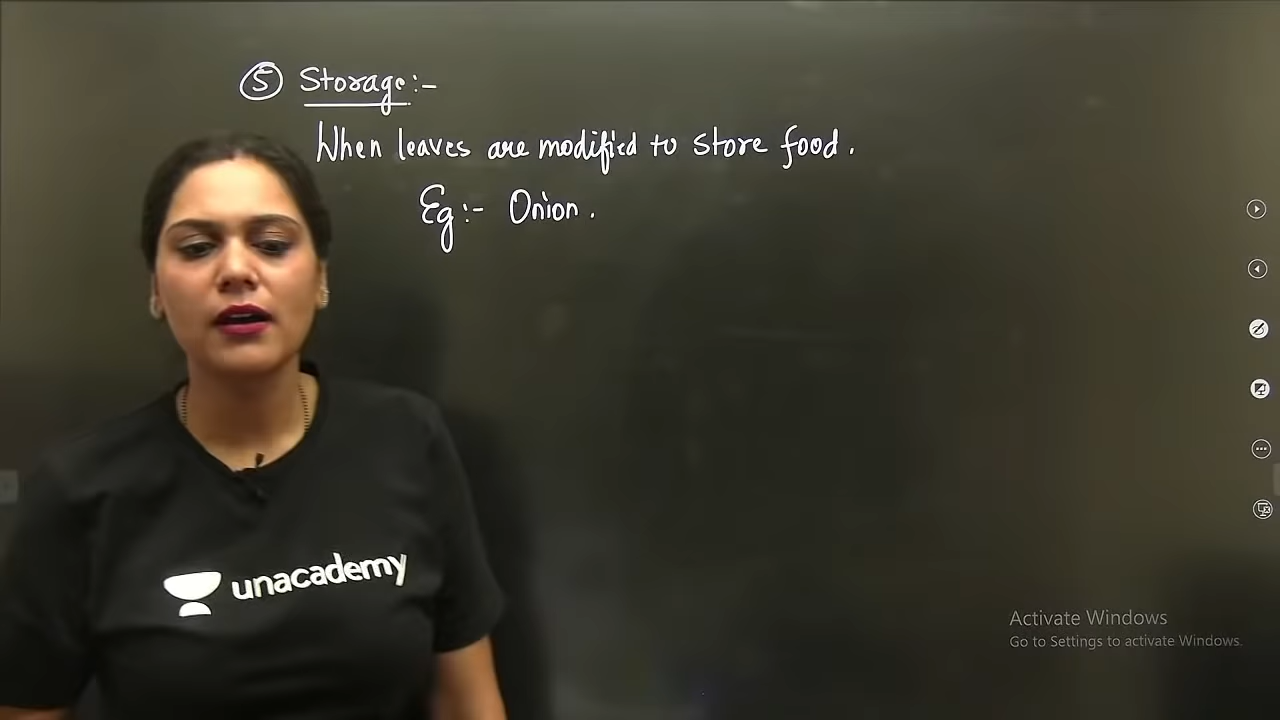 ⑤ Storage:-
When leaves are modified to store food.
Eg:- Onion.
unacademy
Activate Windows
Go to Settings to activate Windows.